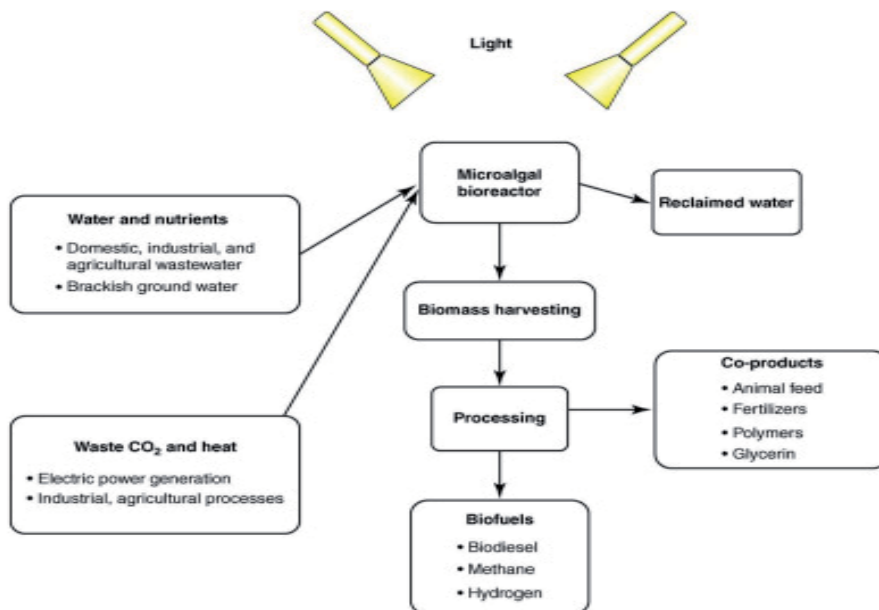 Light
Microalgal
bioreactor
Reclaimed water
Water and nutrients
• Domestic, industrial, and
agricultural wastewater
• Brackish ground water
Biomass harvesting
Co-products
• Animal feed
• Fertilizers
• Polymers
• Glycerin
Processing
Waste CO₂ and heat
• Electric power generation
• Industrial, agricultural processes
Biofuels
• Biodiesel
• Methane
• Hydrogen